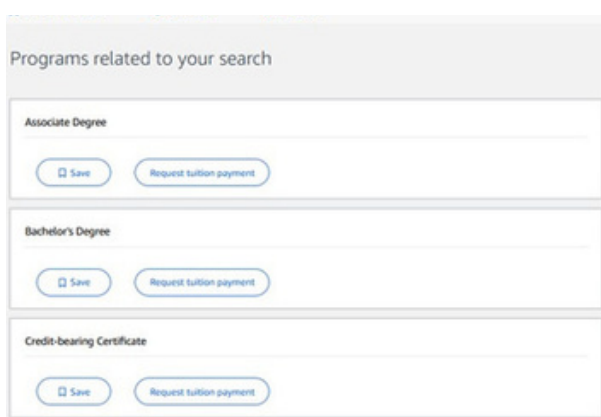 Programs related to your search
Associate Degree
Save Request tuition payment
Bachelor's Degree
Save Request tuition payment
Credit-bearing Certificate
Save Request tuition payment